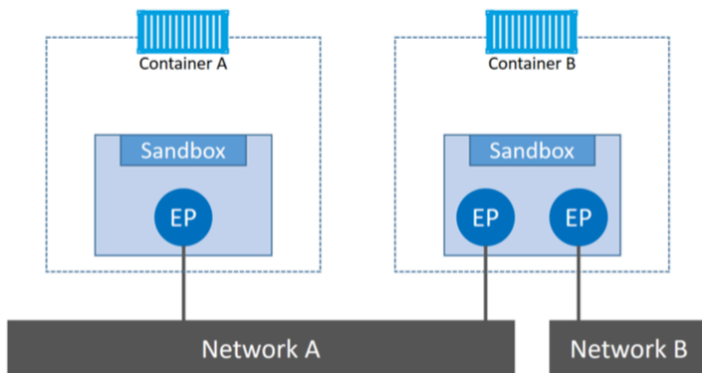 Container A
Container B
Sandbox
Sandbox
EP
EP
EP
Network A
Network B